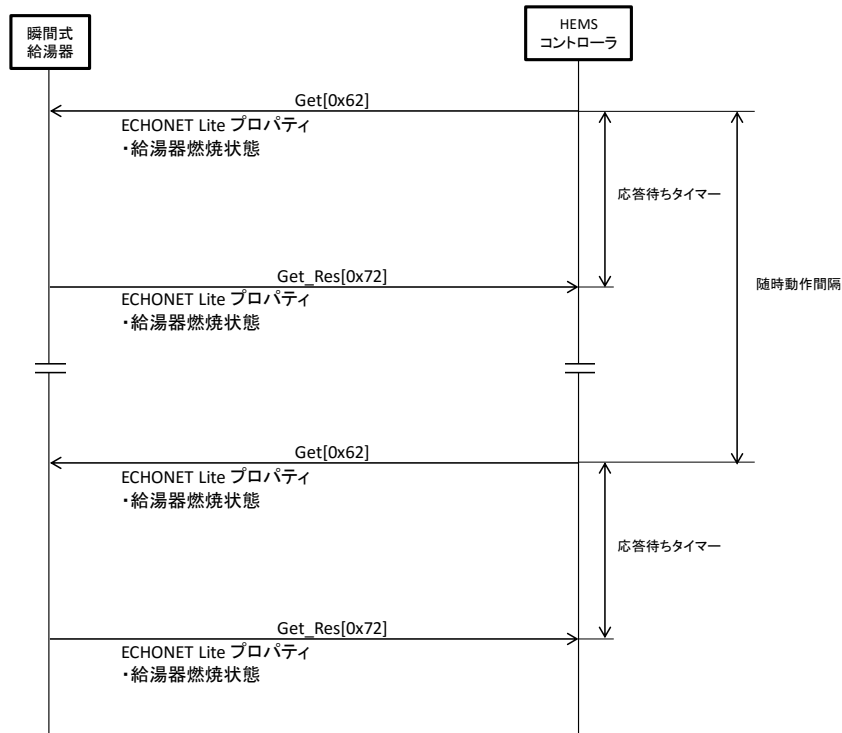 瞬間式
給湯器
HEMS
コントローラ
Get[0x62]
ECHONET Lite プロパティ
・給湯器燃焼状態
応答待ちタイマー
Get_Res[0x72]
ECHONET Lite プロパティ
・給湯器燃焼状態
随時動作間隔
Get[0x62]
ECHONET Lite プロパティ
・給湯器燃焼状態
応答待ちタイマー
Get_Res[0x72]
ECHONET Lite プロパティ
・給湯器燃焼状態